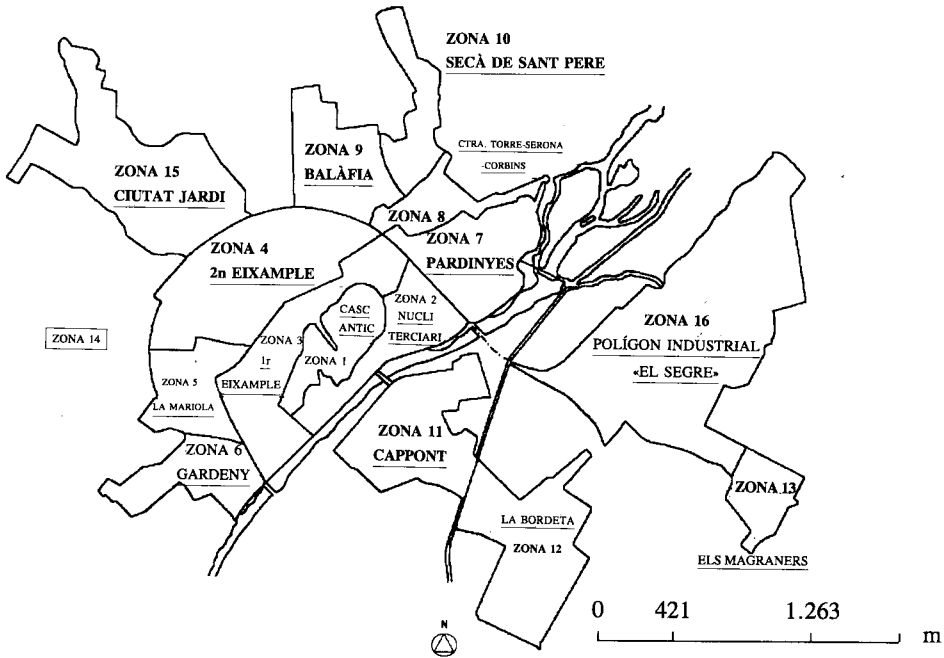 ZONA 10
SECÀ DE SANT PERE
CTRA. TORRE-SERONA
-CORBINS
ZONA 9
BALÀFIA
ZONA 15
CIUTAT JARDI
ZONA 8
ZONA 7
PARDINYES
ZONA 4
2n EIXAMPLE
ZONA 2
NUCLI
TERCIARI
CASC
ANTIC
ZONA 1
ZONA 3
1r
EIXAMPLE
ZONA 14
ZONA 5
LA MARIOLA
ZONA 6
GARDENY
ZONA 16
POLÍGON INDUSTRIAL
«EL SEGRE»
ZONA 11
CAPPONT
ZONA 13
ELS MAGRANERS
LA BORDETA
ZONA 12
N
0 421 1.263
m